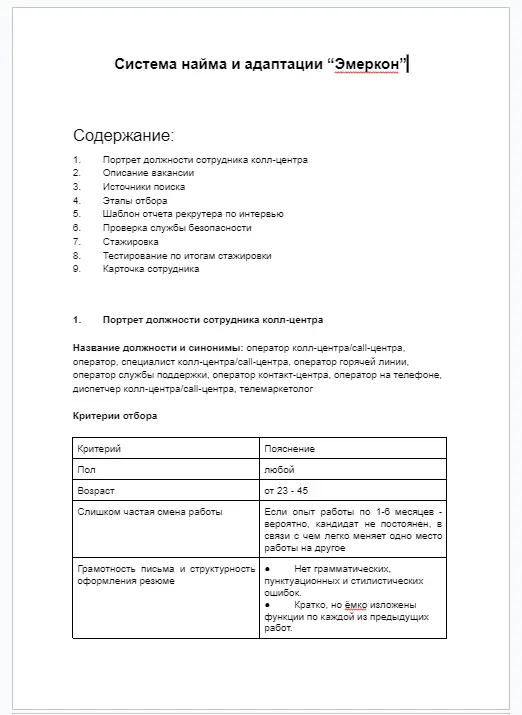 Система найма и адаптации “Эмеркон”
Содержание:
1. Портрет должности сотрудника колл-центра
2. Описание вакансии
3. Источники поиска
4. Этапы отбора
5. Шаблон отчета рекрутера по интервью
6. Проверка службы безопасности
7. Стажировка
8. Тестирование по итогам стажировки
9. Карточка сотрудника
1. Портрет должности сотрудника колл-центра
Название должности и синонимы: оператор колл-центра/call-центра,
оператор, специалист колл-центра/call-центра, оператор горячей линии,
оператор службы поддержки, оператор контакт-центра, оператор на телефоне,
диспетчер колл-центра/call-центра, телемаркетолог
Критерии отбора
Критерий Пояснение
Пол любой
Возраст от 23 - 45
Слишком частая смена работы Если опыт работы по 1-6 месяцев -
вероятно, кандидат не постоянен, в
связи с чем легко меняет одно место
работы на другое
Грамотность письма и структурность ● Нет грамматических,
оформления резюме пунктуационных и стилистических
ошибок.
● Кратко, но ёмко изложены
функции по каждой из предыдущих
работ.